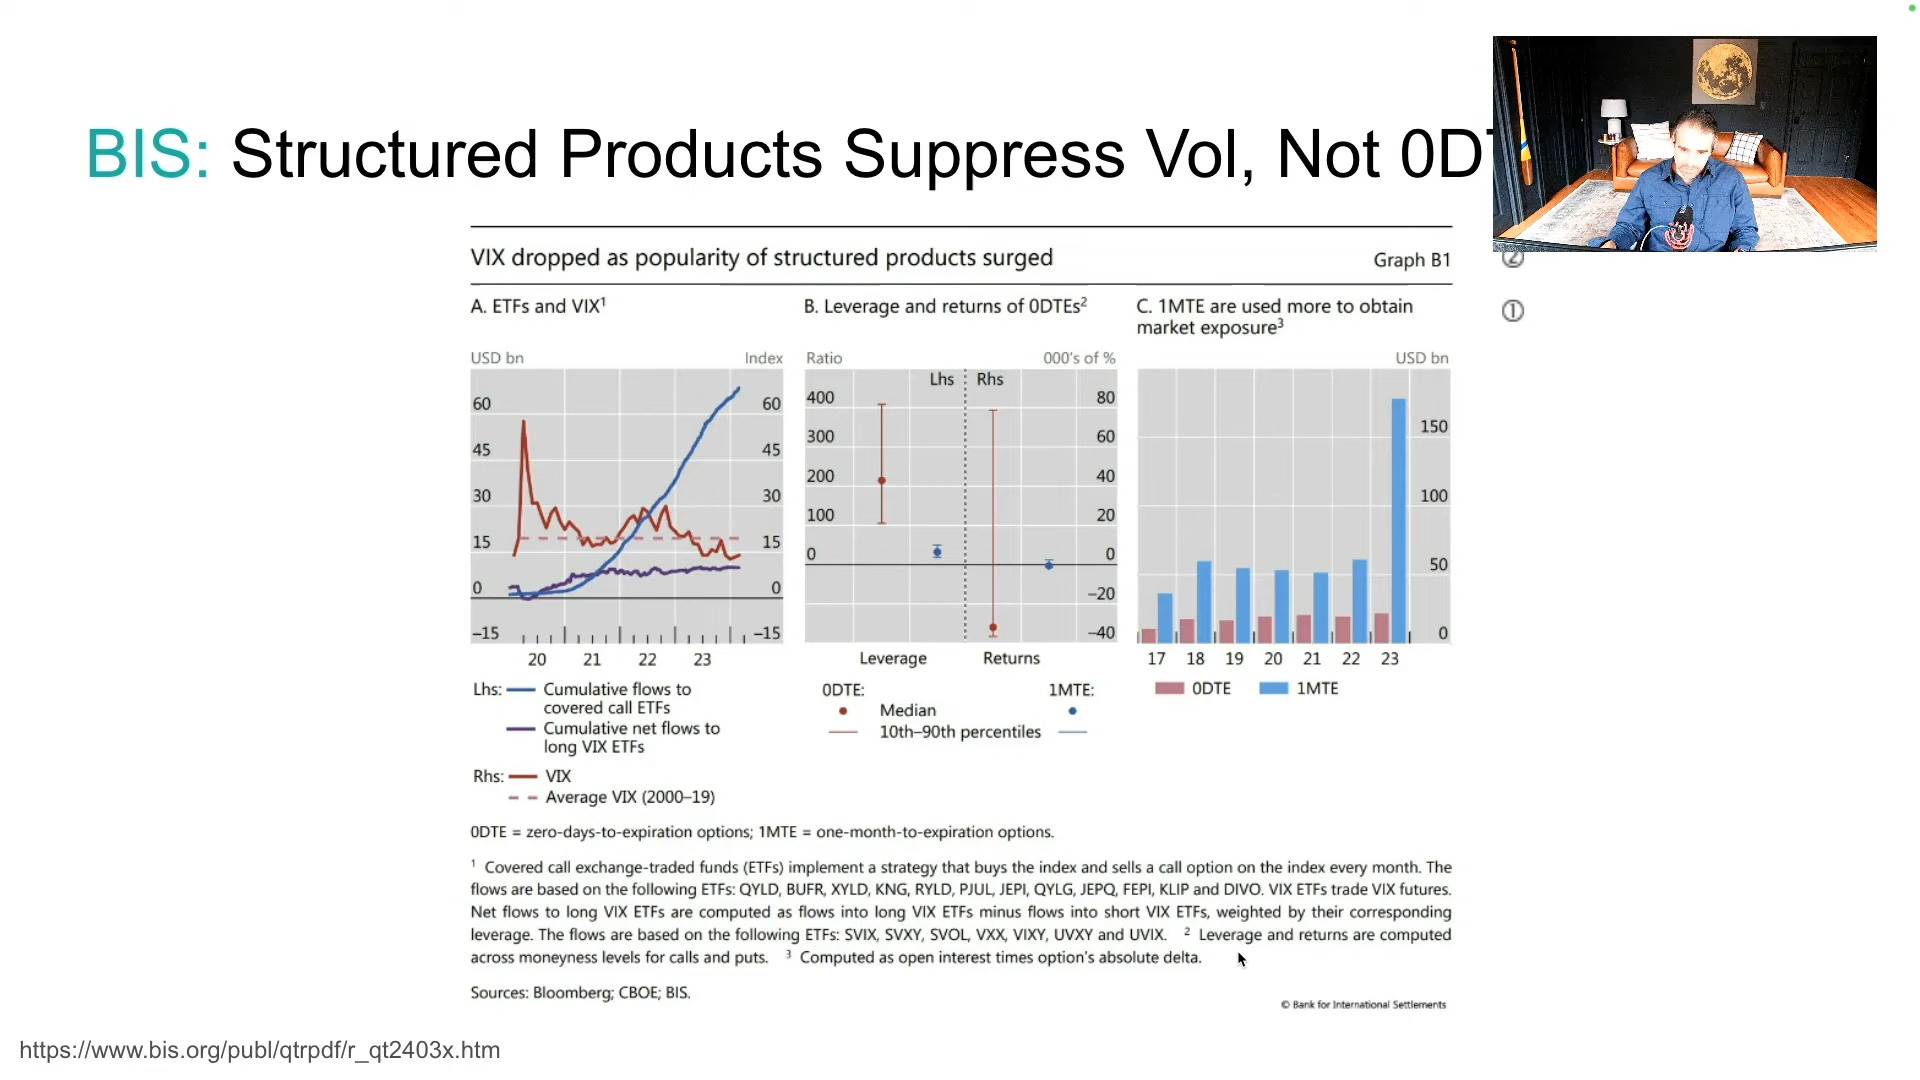 BIS: Structured Products Suppress Vol, Not
VIX dropped as popularity of structured products surged
Graph B1
②
①
A. ETFs and VIX¹
USD bn Index
60 60
45 45
30 30
15 15
0 0
–15 –15
20 21 22 23
Lhs: Cumulative flows to
covered call ETFs
Cumulative net flows to
long VIX ETFs
Rhs: VIX
Average VIX (2000–19)
B. Leverage and returns of 0DTEs²
Ratio 000's of %
Lhs Rhs
400 80
300 60
200 40
100 20
0 0
–20
–40
Leverage Returns
0DTE: 1MTE:
Median
10th–90th percentiles
C. 1MTE are used more to obtain
market exposure³
USD bn
150
100
50
0
17 18 19 20 21 22 23
0DTE 1MTE
0DTE = zero-days-to-expiration options; 1MTE = one-month-to-expiration options.
¹ Covered call exchange-traded funds (ETFs) implement a strategy that buys the index and sells a call option on the index every month. The
flows are based on the following ETFs: QYLD, BUFR, XYLD, KNG, RYLD, PJUL, JEPI, QYLG, JEPQ, FEPI, KLIP and DIVO. VIX ETFs trade VIX futures.
Net flows to long VIX ETFs are computed as flows into long VIX ETFs minus flows into short VIX ETFs, weighted by their corresponding
leverage. The flows are based on the following ETFs: SVIX, SVXY, SVOL, VXX, VIXY, UVXY and UVIX. ² Leverage and returns are computed
across moneyness levels for calls and puts. ³ Computed as open interest times option's absolute delta.
Sources: Bloomberg; CBOE; BIS.
© Bank for International Settlements
https://www.bis.org/publ/qtrpdf/r_qt2403x.htm